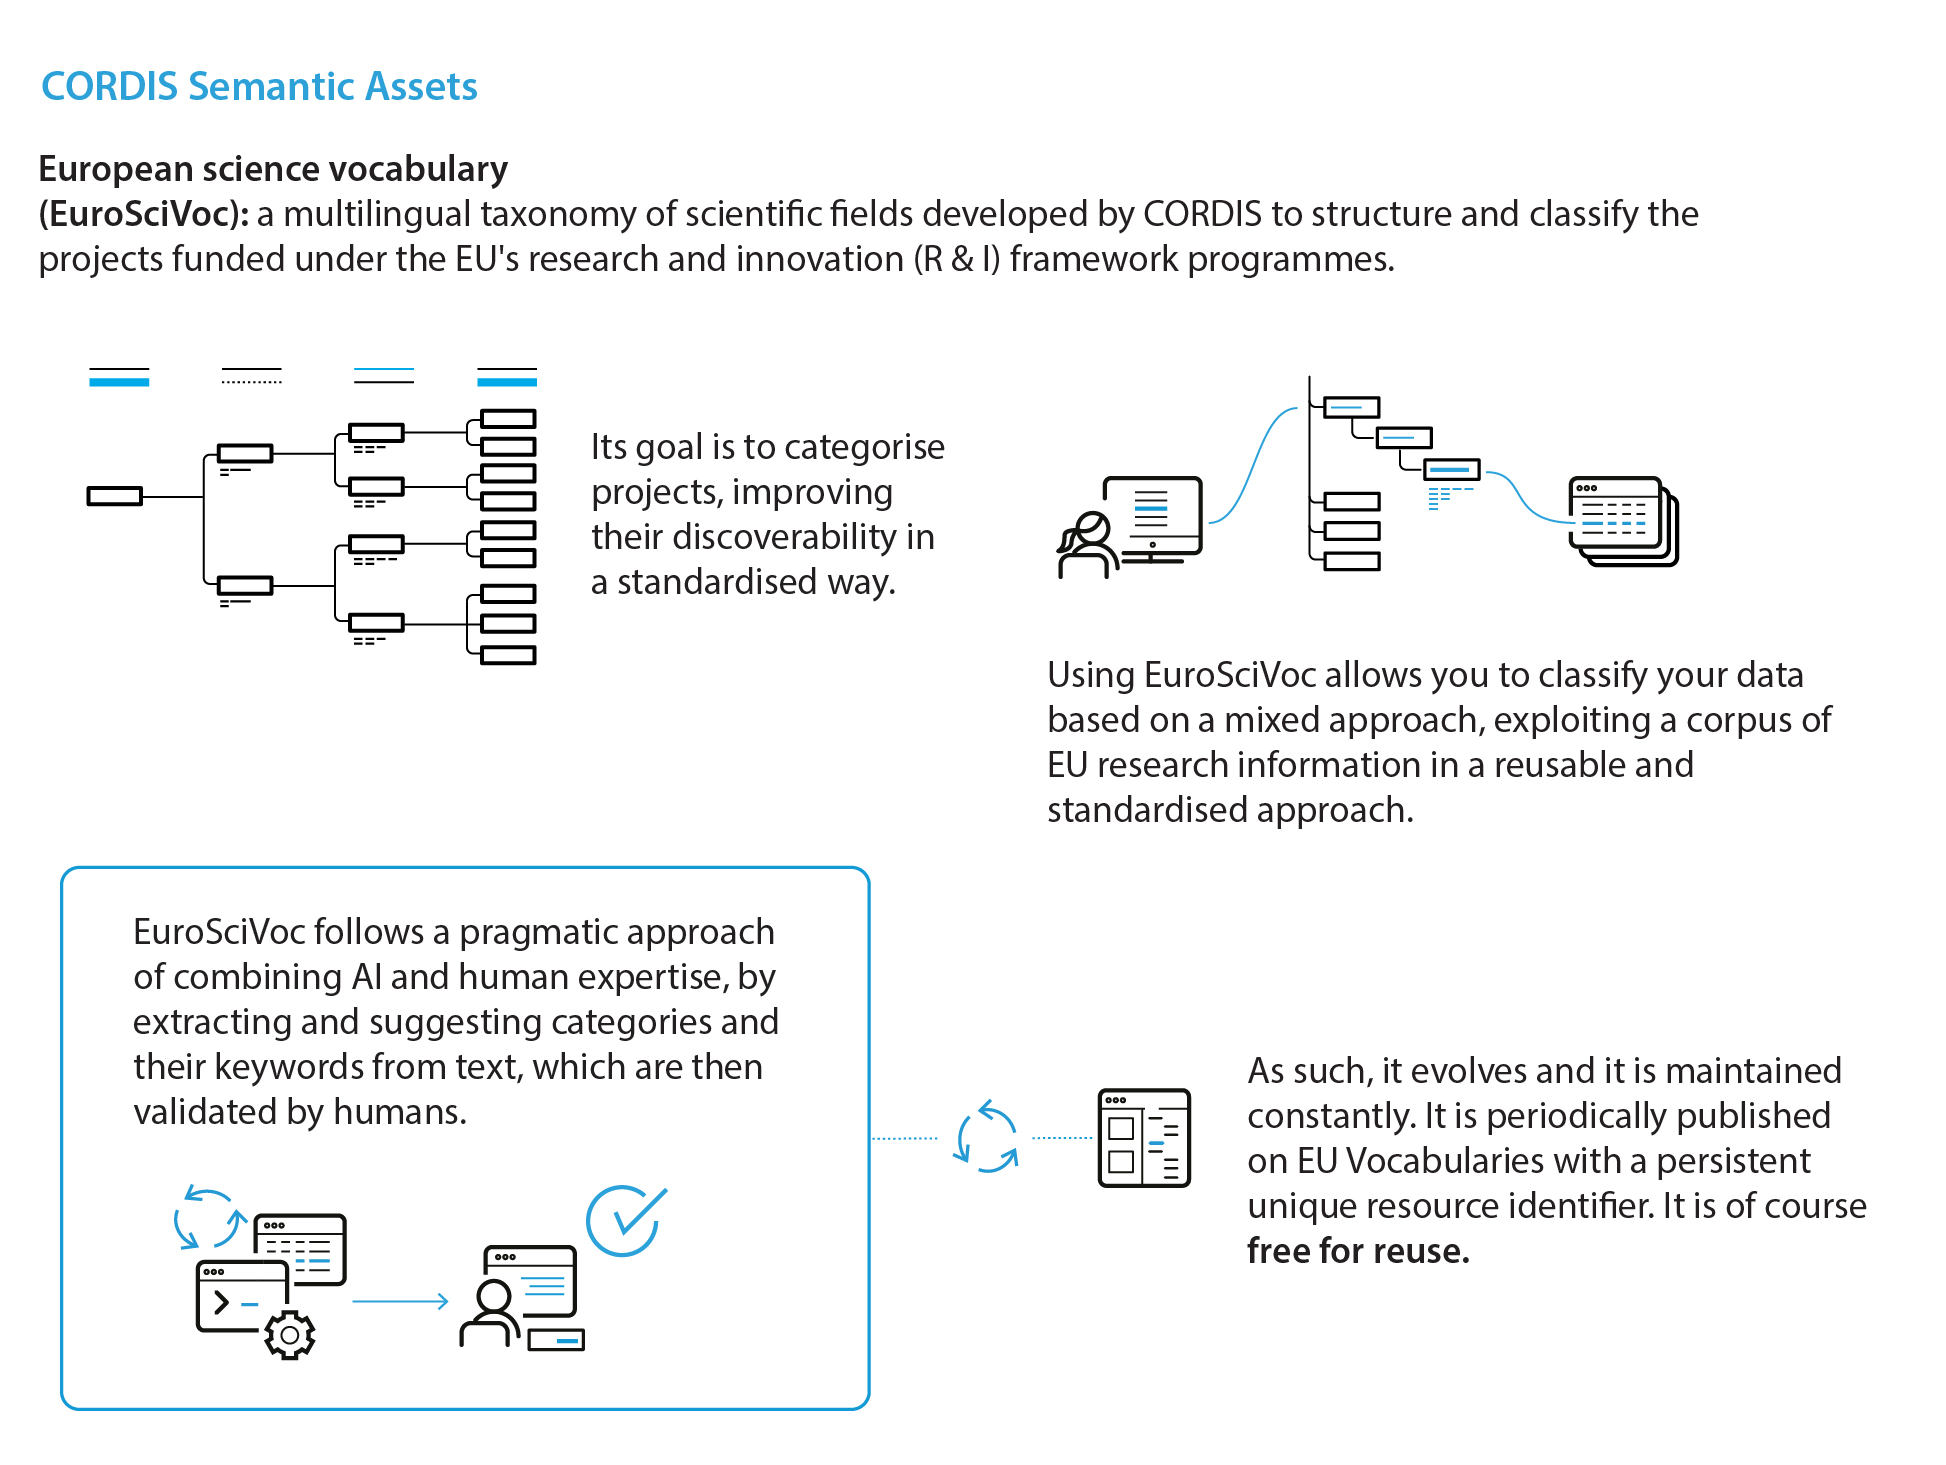 CORDIS Semantic Assets
European science vocabulary
(EuroSciVoc): a multilingual taxonomy of scientific fields developed by CORDIS to structure and classify the
projects funded under the EU's research and innovation (R & I) framework programmes.
Its goal is to categorise
projects, improving
their discoverability in
a standardised way.
Using EuroSciVoc allows you to classify your data
based on a mixed approach, exploiting a corpus of
EU research information in a reusable and
standardised approach.
EuroSciVoc follows a pragmatic approach
of combining AI and human expertise, by
extracting and suggesting categories and
their keywords from text, which are then
validated by humans.
As such, it evolves and it is maintained
constantly. It is periodically published
on EU Vocabularies with a persistent
unique resource identifier. It is of course
free for reuse.